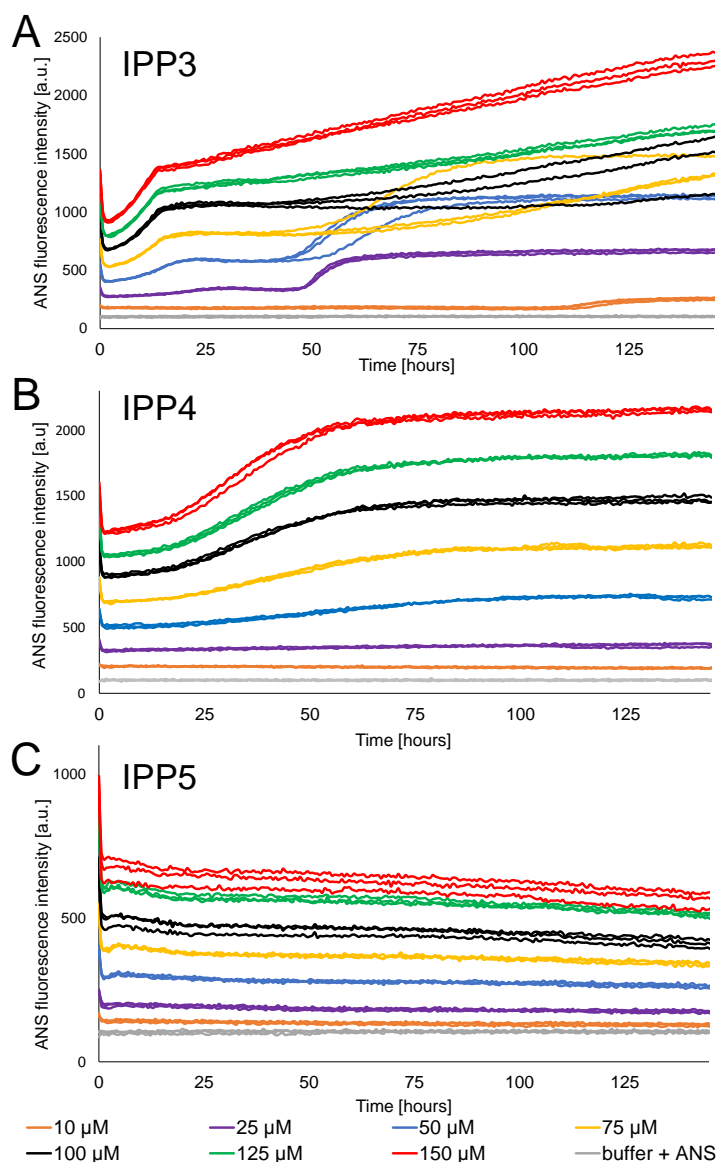 A
IPP3
ANS fluorescence intensity [a.u.]
2500
2000
1500
1000
500
0
0 25 50 75 100 125
Time [hours]
B
IPP4
ANS fluorescence intensity [a.u]
2000
1500
1000
500
0
0 25 50 75 100 125
Time [hours]
C
IPP5
ANS fluorescence intensity [a.u.]
1000
500
0
0 25 50 75 100 125
Time [hours]
10 µM 25 µM 50 µM 75 µM
100 µM 125 µM 150 µM buffer + ANS